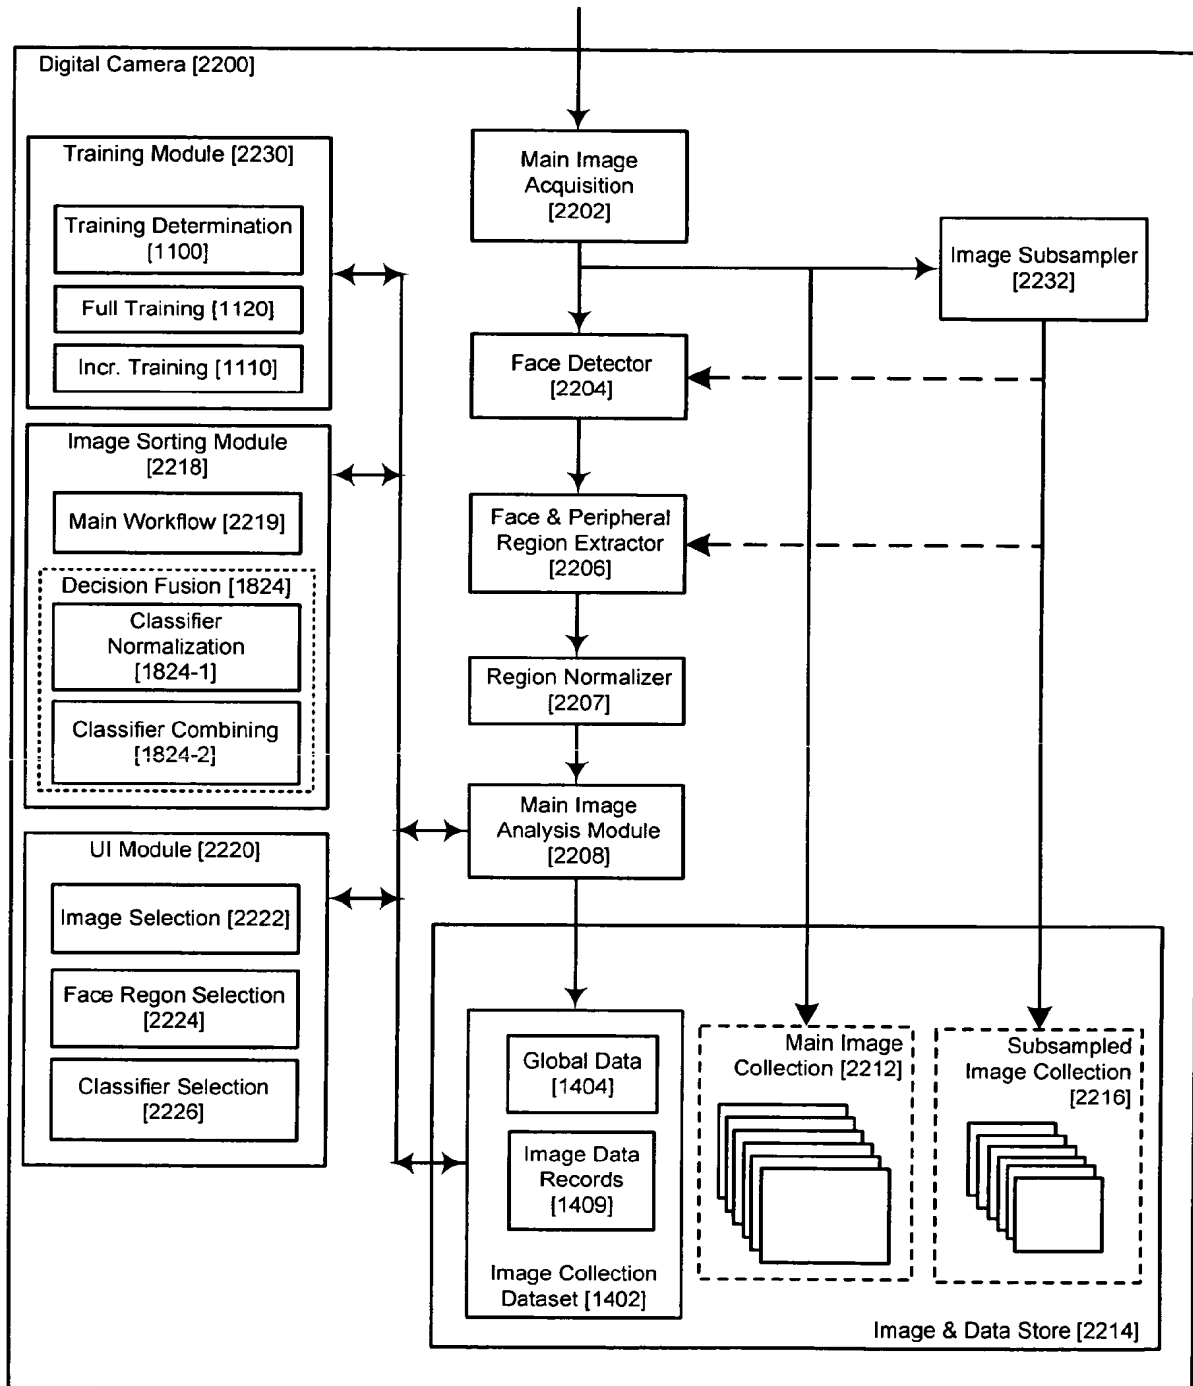 Digital Camera [2200]
Training Module [2230]
Training Determination
[1100]
Full Training [1120]
Incr. Training [1110]
Image Sorting Module
[2218]
Main Workflow [2219]
Decision Fusion [1824]
Classifier
Normalization
[1824-1]
Classifier Combining
[1824-2]
UI Module [2220]
Image Selection [2222]
Face Regon Selection
[2224]
Classifier Selection
[2226]
Main Image
Acquisition
[2202]
Image Subsampler
[2232]
Face Detector
[2204]
Face & Peripheral
Region Extractor
[2206]
Region Normalizer
[2207]
Main Image
Analysis Module
[2208]
Global Data
[1404]
Image Data
Records
[1409]
Image Collection
Dataset [1402]
Main Image
Collection [2212]
Subsampled
Image Collection
[2216]
Image & Data Store [2214]